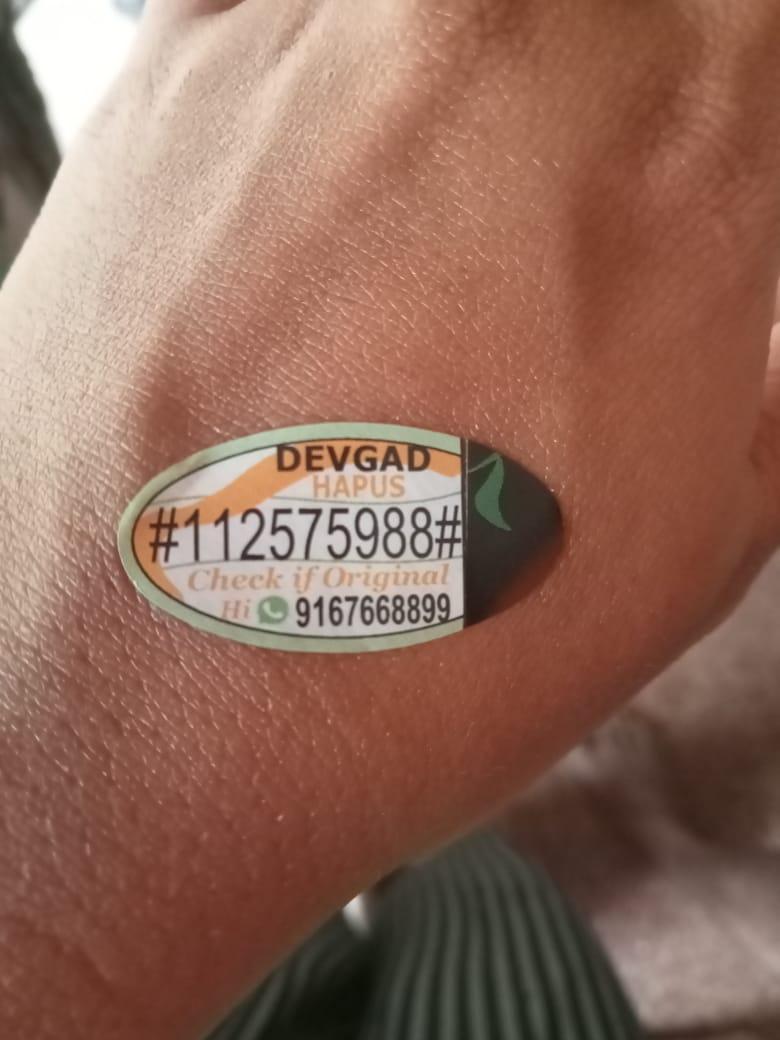 DEVGAD
HAPUS
#112575988#
Check if Original
Hi 9167668899